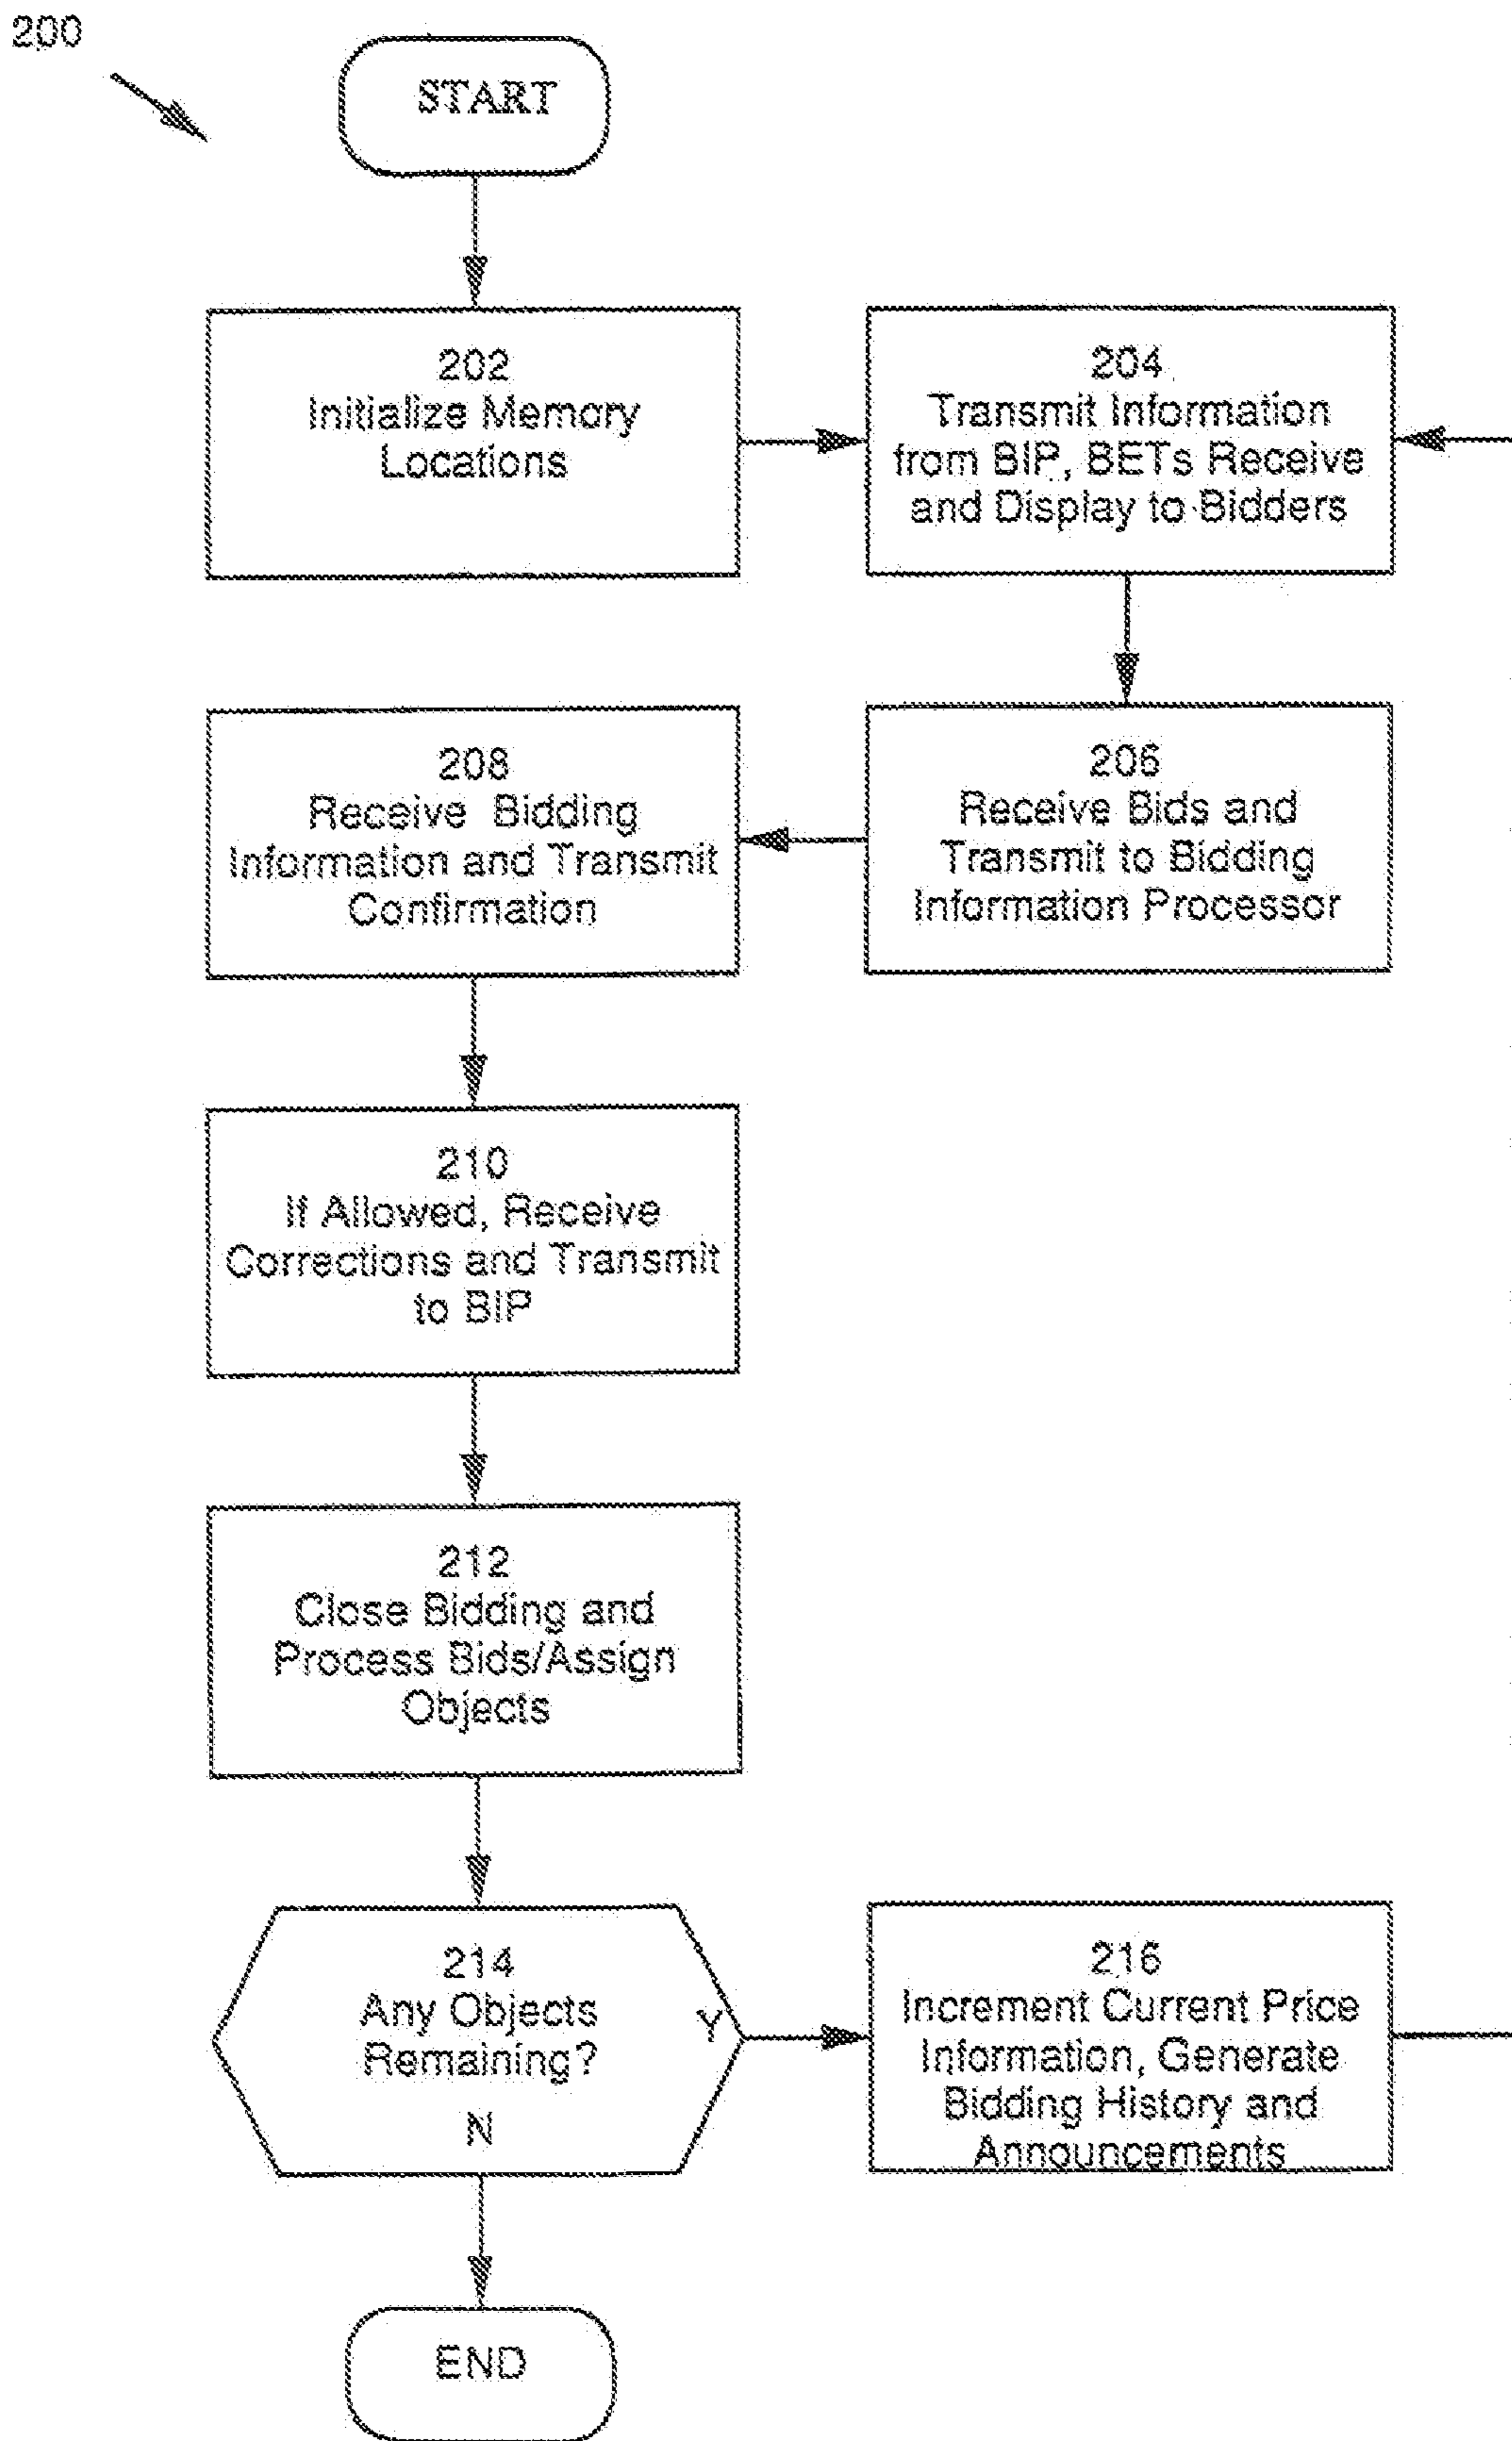 200
START
202
Initialize Memory
Locations
204
Transmit Information
from BIP, BETs Receive
and Display to Bidders
206
Receive Bids and
Transmit to Bidding
Information Processor
208
Receive Bidding
Information and Transmit
Confirmation
210
If Allowed, Receive
Corrections and Transmit
to BIP
212
Close Bidding and
Process Bids/Assign
Objects
214
Any Objects
Remaining?
Y
N
216
Increment Current Price
Information, Generate
Bidding History and
Announcements
END